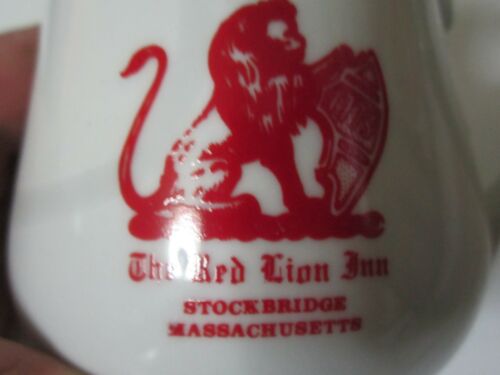 The Red Lion Inn
STOCKBRIDGE
MASSACHUSETTS